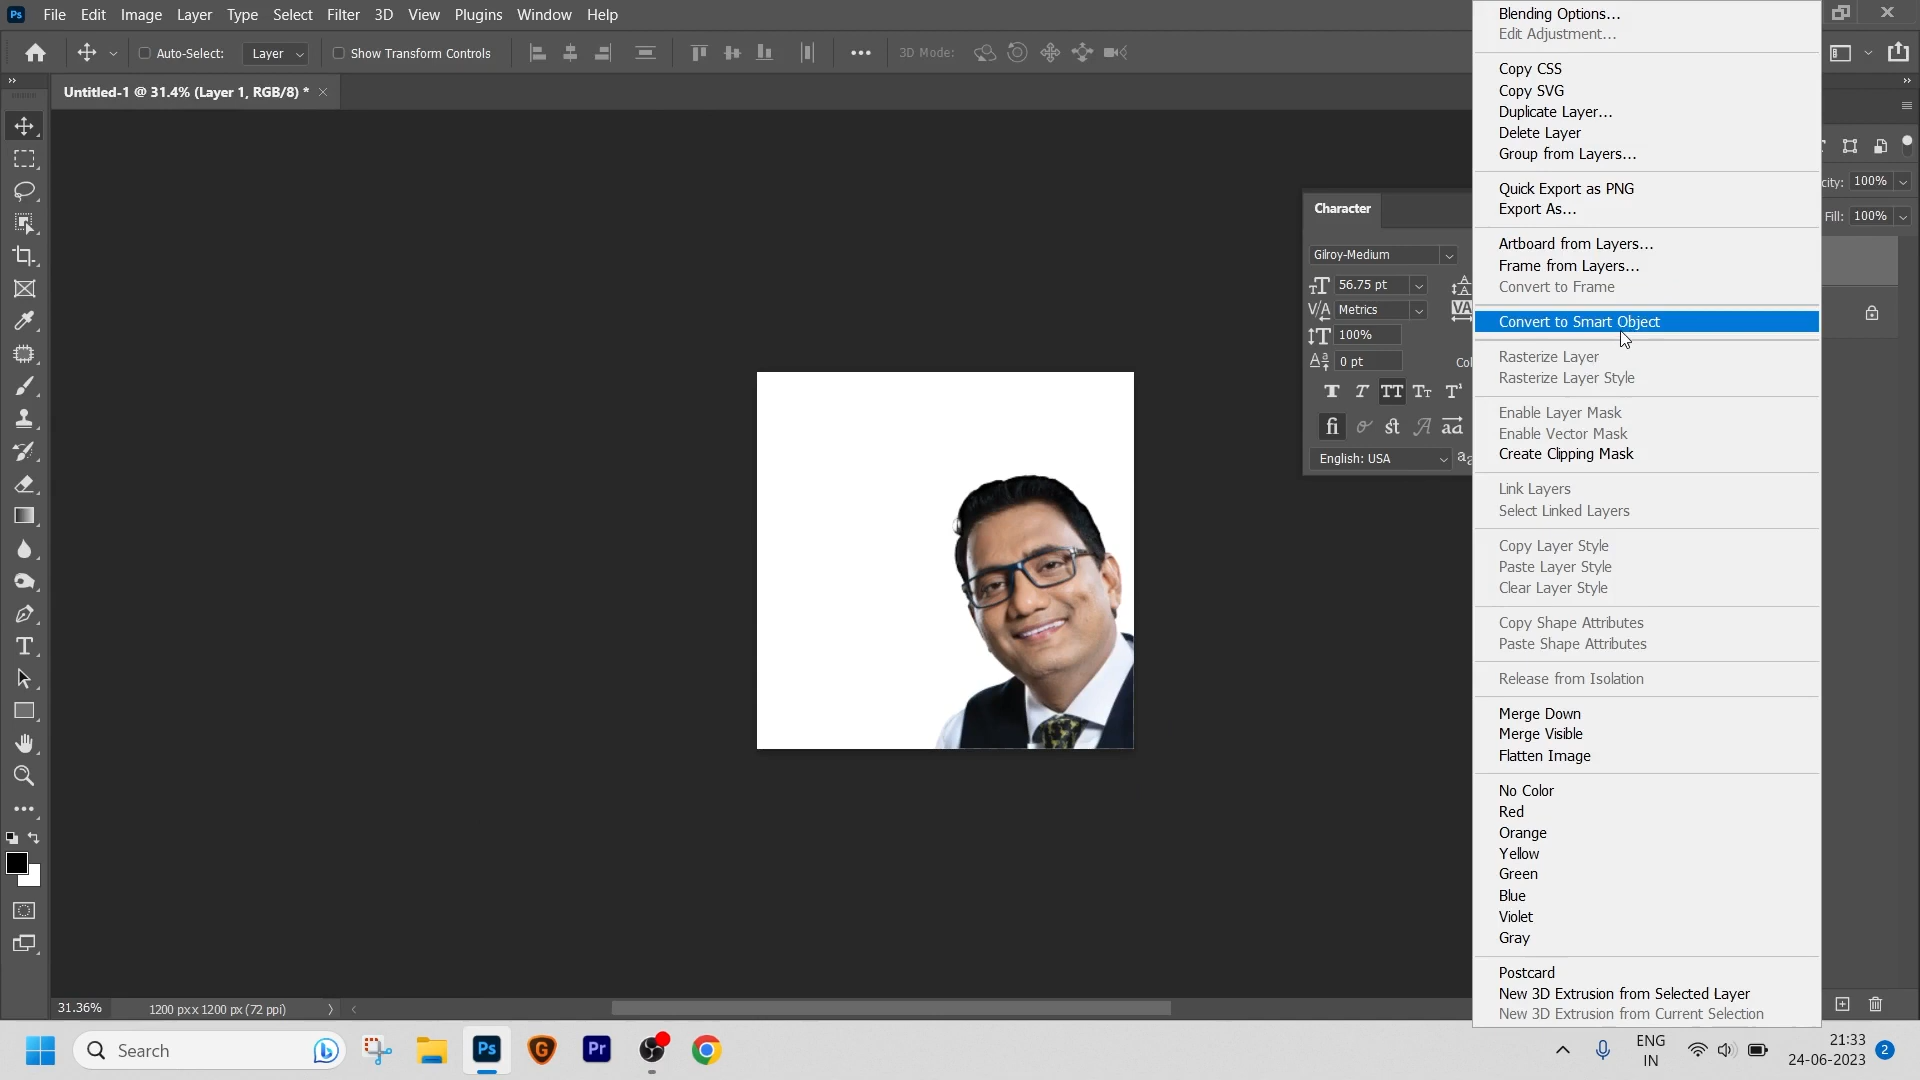 File Edit Image Layer Type Select Filter 3D View Plugins Window Help
Auto-Select: Layer Show Transform Controls 3D Mode:
Untitled-1 @ 31.4% (Layer 1, RGB/8) *
Character
Gilroy-Medium
56.75 pt
Metrics
100%
0 pt
English: USA
Blending Options...
Edit Adjustment...
Copy CSS
Copy SVG
Duplicate Layer...
Delete Layer
Group from Layers...
Quick Export as PNG
Export As...
Artboard from Layers...
Frame from Layers...
Convert to Frame
Convert to Smart Object
Rasterize Layer
Rasterize Layer Style
Enable Layer Mask
Enable Vector Mask
Create Clipping Mask
Link Layers
Select Linked Layers
Copy Layer Style
Paste Layer Style
Clear Layer Style
Copy Shape Attributes
Paste Shape Attributes
Release from Isolation
Merge Down
Merge Visible
Flatten Image
No Color
Red
Orange
Yellow
Green
Blue
Violet
Gray
Postcard
New 3D Extrusion from Selected Layer
New 3D Extrusion from Current Selection
100%
Fill: 100%
31.36% 1200 px x 1200 px (72 ppi)
Ps Search Ps Pr
ENG
IN
21:33
24-06-2023
2